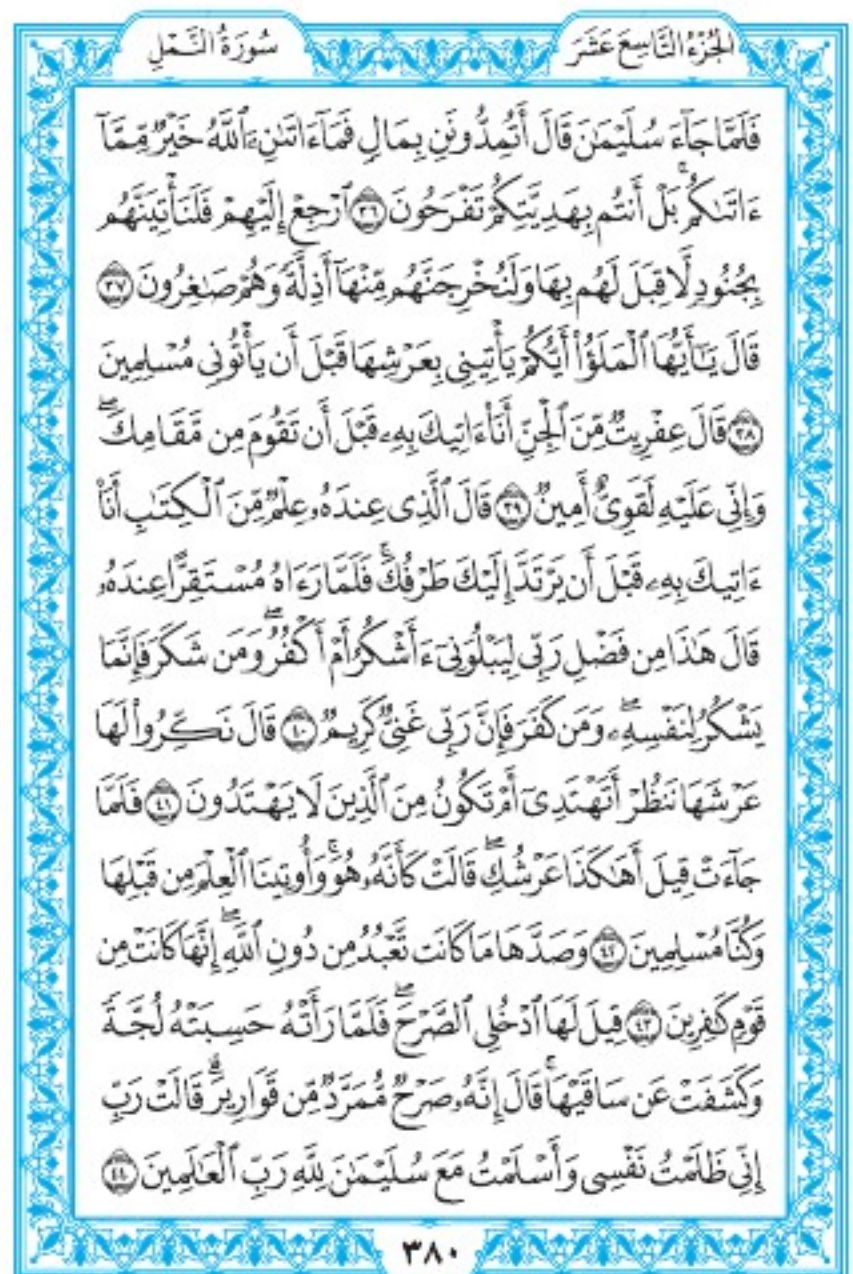 الجُزْءُ التَّاسِعَ عَشَرَ
سُورَةُ النَّمْلِ
فَلَمَّا جَآءَ سُلَيْمَٰنَ قَالَ أَتُمِدُّونَنِ بِمَالٍ فَمَآ ءَاتَىٰنِۦَ ٱللَّهُ خَيْرٌ مِّمَّآ
ءَاتَىٰكُمۚ بَلْ أَنتُم بِهَدِيَّتِكُمْ تَفْرَحُونَ ٣٦ ٱرْجِعْ إِلَيْهِمْ فَلَنَأْتِيَنَّهُم
بِجُنُودٍ لَّا قِبَلَ لَهُم بِهَا وَلَنُخْرِجَنَّهُم مِّنْهَآ أَذِلَّةً وَهُمْ صَٰغِرُونَ ٣٧
قَالَ يَٰٓأَيُّهَا ٱلْمَلَؤُا۟ أَيُّكُمْ يَأْتِينِى بِعَرْشِهَا قَبْلَ أَن يَأْتُونِى مُسْلِمِينَ
٣٨ قَالَ عِفْرِيتٌ مِّنَ ٱلْجِنِّ أَنَا۠ ءَاتِيكَ بِهِۦ قَبْلَ أَن تَقُومَ مِن مَّقَامِكَۖ
وَإِنِّى عَلَيْهِ لَقَوِىٌّ أَمِينٌ ٣٩ قَالَ ٱلَّذِى عِندَهُۥ عِلْمٌ مِّنَ ٱلْكِتَٰبِ أَنَا۠
ءَاتِيكَ بِهِۦ قَبْلَ أَن يَرْتَدَّ إِلَيْكَ طَرْفُكَۚ فَلَمَّا رَءَاهُ مُسْتَقِرًّا عِندَهُۥ
قَالَ هَٰذَا مِن فَضْلِ رَبِّى لِيَبْلُوَنِىٓ ءَأَشْكُرُ أَمْ أَكْفُرُۖ وَمَن شَكَرَ فَإِنَّمَا
يَشْكُرُ لِنَفْسِهِۦۖ وَمَن كَفَرَ فَإِنَّ رَبِّى غَنِىٌّ كَرِيمٌ ٤٠ قَالَ نَكِّرُوا۟ لَهَا
عَرْشَهَا نَنظُرْ أَتَهْتَدِىٓ أَمْ تَكُونُ مِنَ ٱلَّذِينَ لَا يَهْتَدُونَ ٤١ فَلَمَّا
جَآءَتْ قِيلَ أَهَٰكَذَا عَرْشُكِۖ قَالَتْ كَأَنَّهُۥ هُوَۚ وَأُوتِينَا ٱلْعِلْمَ مِن قَبْلِهَا
وَكُنَّا مُسْلِمِينَ ٤٢ وَصَدَّهَا مَا كَانَت تَّعْبُدُ مِن دُونِ ٱللَّهِۖ إِنَّهَا كَانَتْ مِن
قَوْمٍ كَٰفِرِينَ ٤٣ قِيلَ لَهَا ٱدْخُلِى ٱلصَّرْحَۖ فَلَمَّا رَأَتْهُ حَسِبَتْهُ لُجَّةً
وَكَشَفَتْ عَن سَاقَيْهَاۚ قَالَ إِنَّهُۥ صَرْحٌ مُّمَرَّدٌ مِّن قَوَارِيرَۗ قَالَتْ رَبِّ
إِنِّى ظَلَمْتُ نَفْسِى وَأَسْلَمْتُ مَعَ سُلَيْمَٰنَ لِلَّهِ رَبِّ ٱلْعَٰلَمِينَ ٤٤
٣٨٠